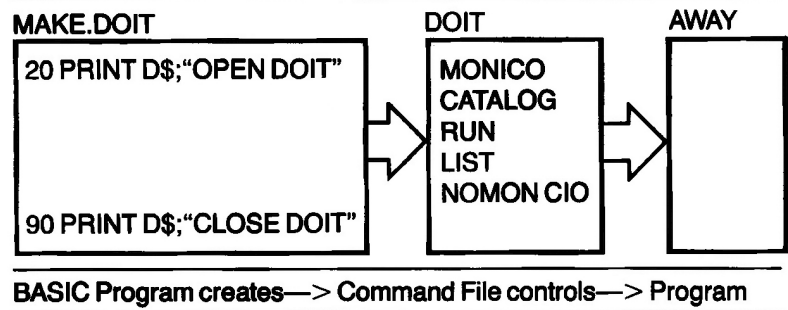 MAKE.DOIT
20 PRINT D$;“OPEN DOIT”
90 PRINT D$;“CLOSE DOIT”
DOIT
MONICO
CATALOG
RUN
LIST
NOMON CIO
AWAY
BASIC Program creates—> Command File controls—> Program